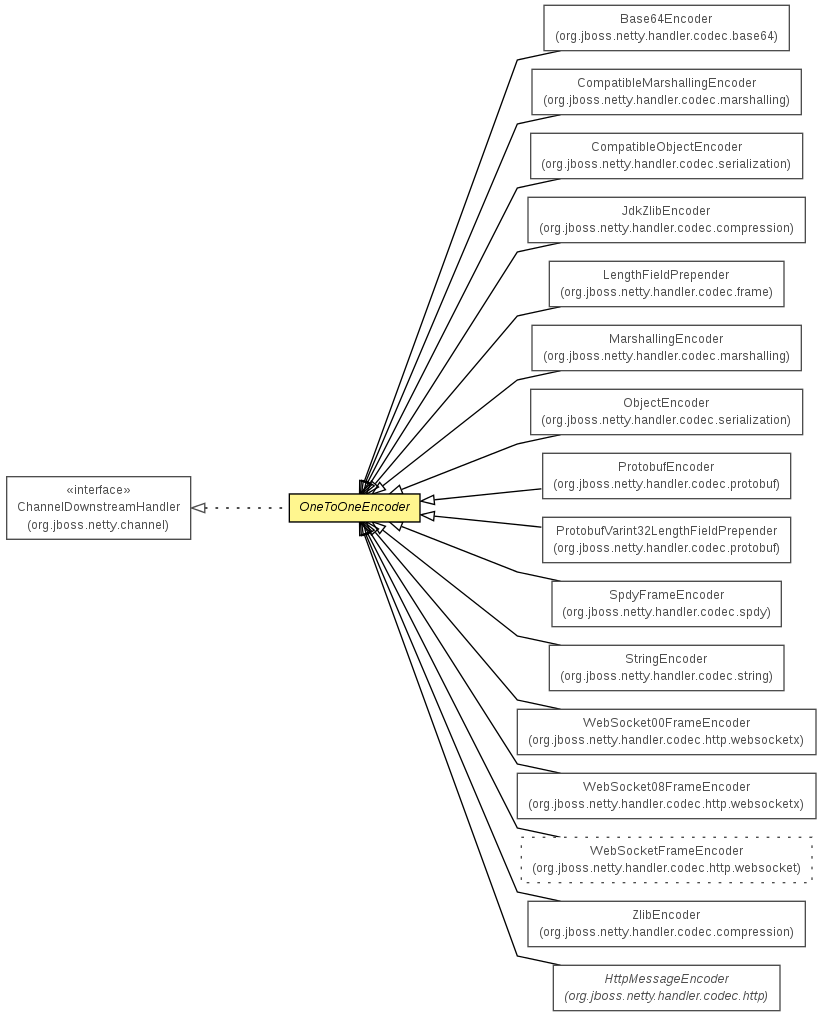 Base64Encoder
(org.jboss.netty.handler.codec.base64)
CompatibleMarshallingEncoder
(org.jboss.netty.handler.codec.marshalling)
CompatibleObjectEncoder
(org.jboss.netty.handler.codec.serialization)
JdkZlibEncoder
(org.jboss.netty.handler.codec.compression)
LengthFieldPrepender
(org.jboss.netty.handler.codec.frame)
MarshallingEncoder
(org.jboss.netty.handler.codec.marshalling)
ObjectEncoder
(org.jboss.netty.handler.codec.serialization)
«interface»
ChannelDownstreamHandler
(org.jboss.netty.channel)
OneToOneEncoder
ProtobufEncoder
(org.jboss.netty.handler.codec.protobuf)
ProtobufVarint32LengthFieldPrepender
(org.jboss.netty.handler.codec.protobuf)
SpdyFrameEncoder
(org.jboss.netty.handler.codec.spdy)
StringEncoder
(org.jboss.netty.handler.codec.string)
WebSocket00FrameEncoder
(org.jboss.netty.handler.codec.http.websocketx)
WebSocket08FrameEncoder
(org.jboss.netty.handler.codec.http.websocketx)
WebSocketFrameEncoder
(org.jboss.netty.handler.codec.http.websocket)
ZlibEncoder
(org.jboss.netty.handler.codec.compression)
HttpMessageEncoder
(org.jboss.netty.handler.codec.http)